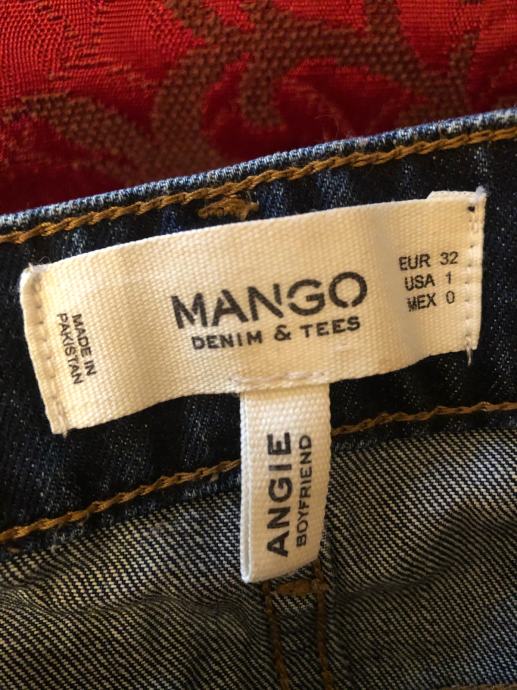 MADE IN
PAKISTAN
MANGO
DENIM & TEES
EUR 32
USA 1
MEX 0
ANGIE
BOYFRIEND